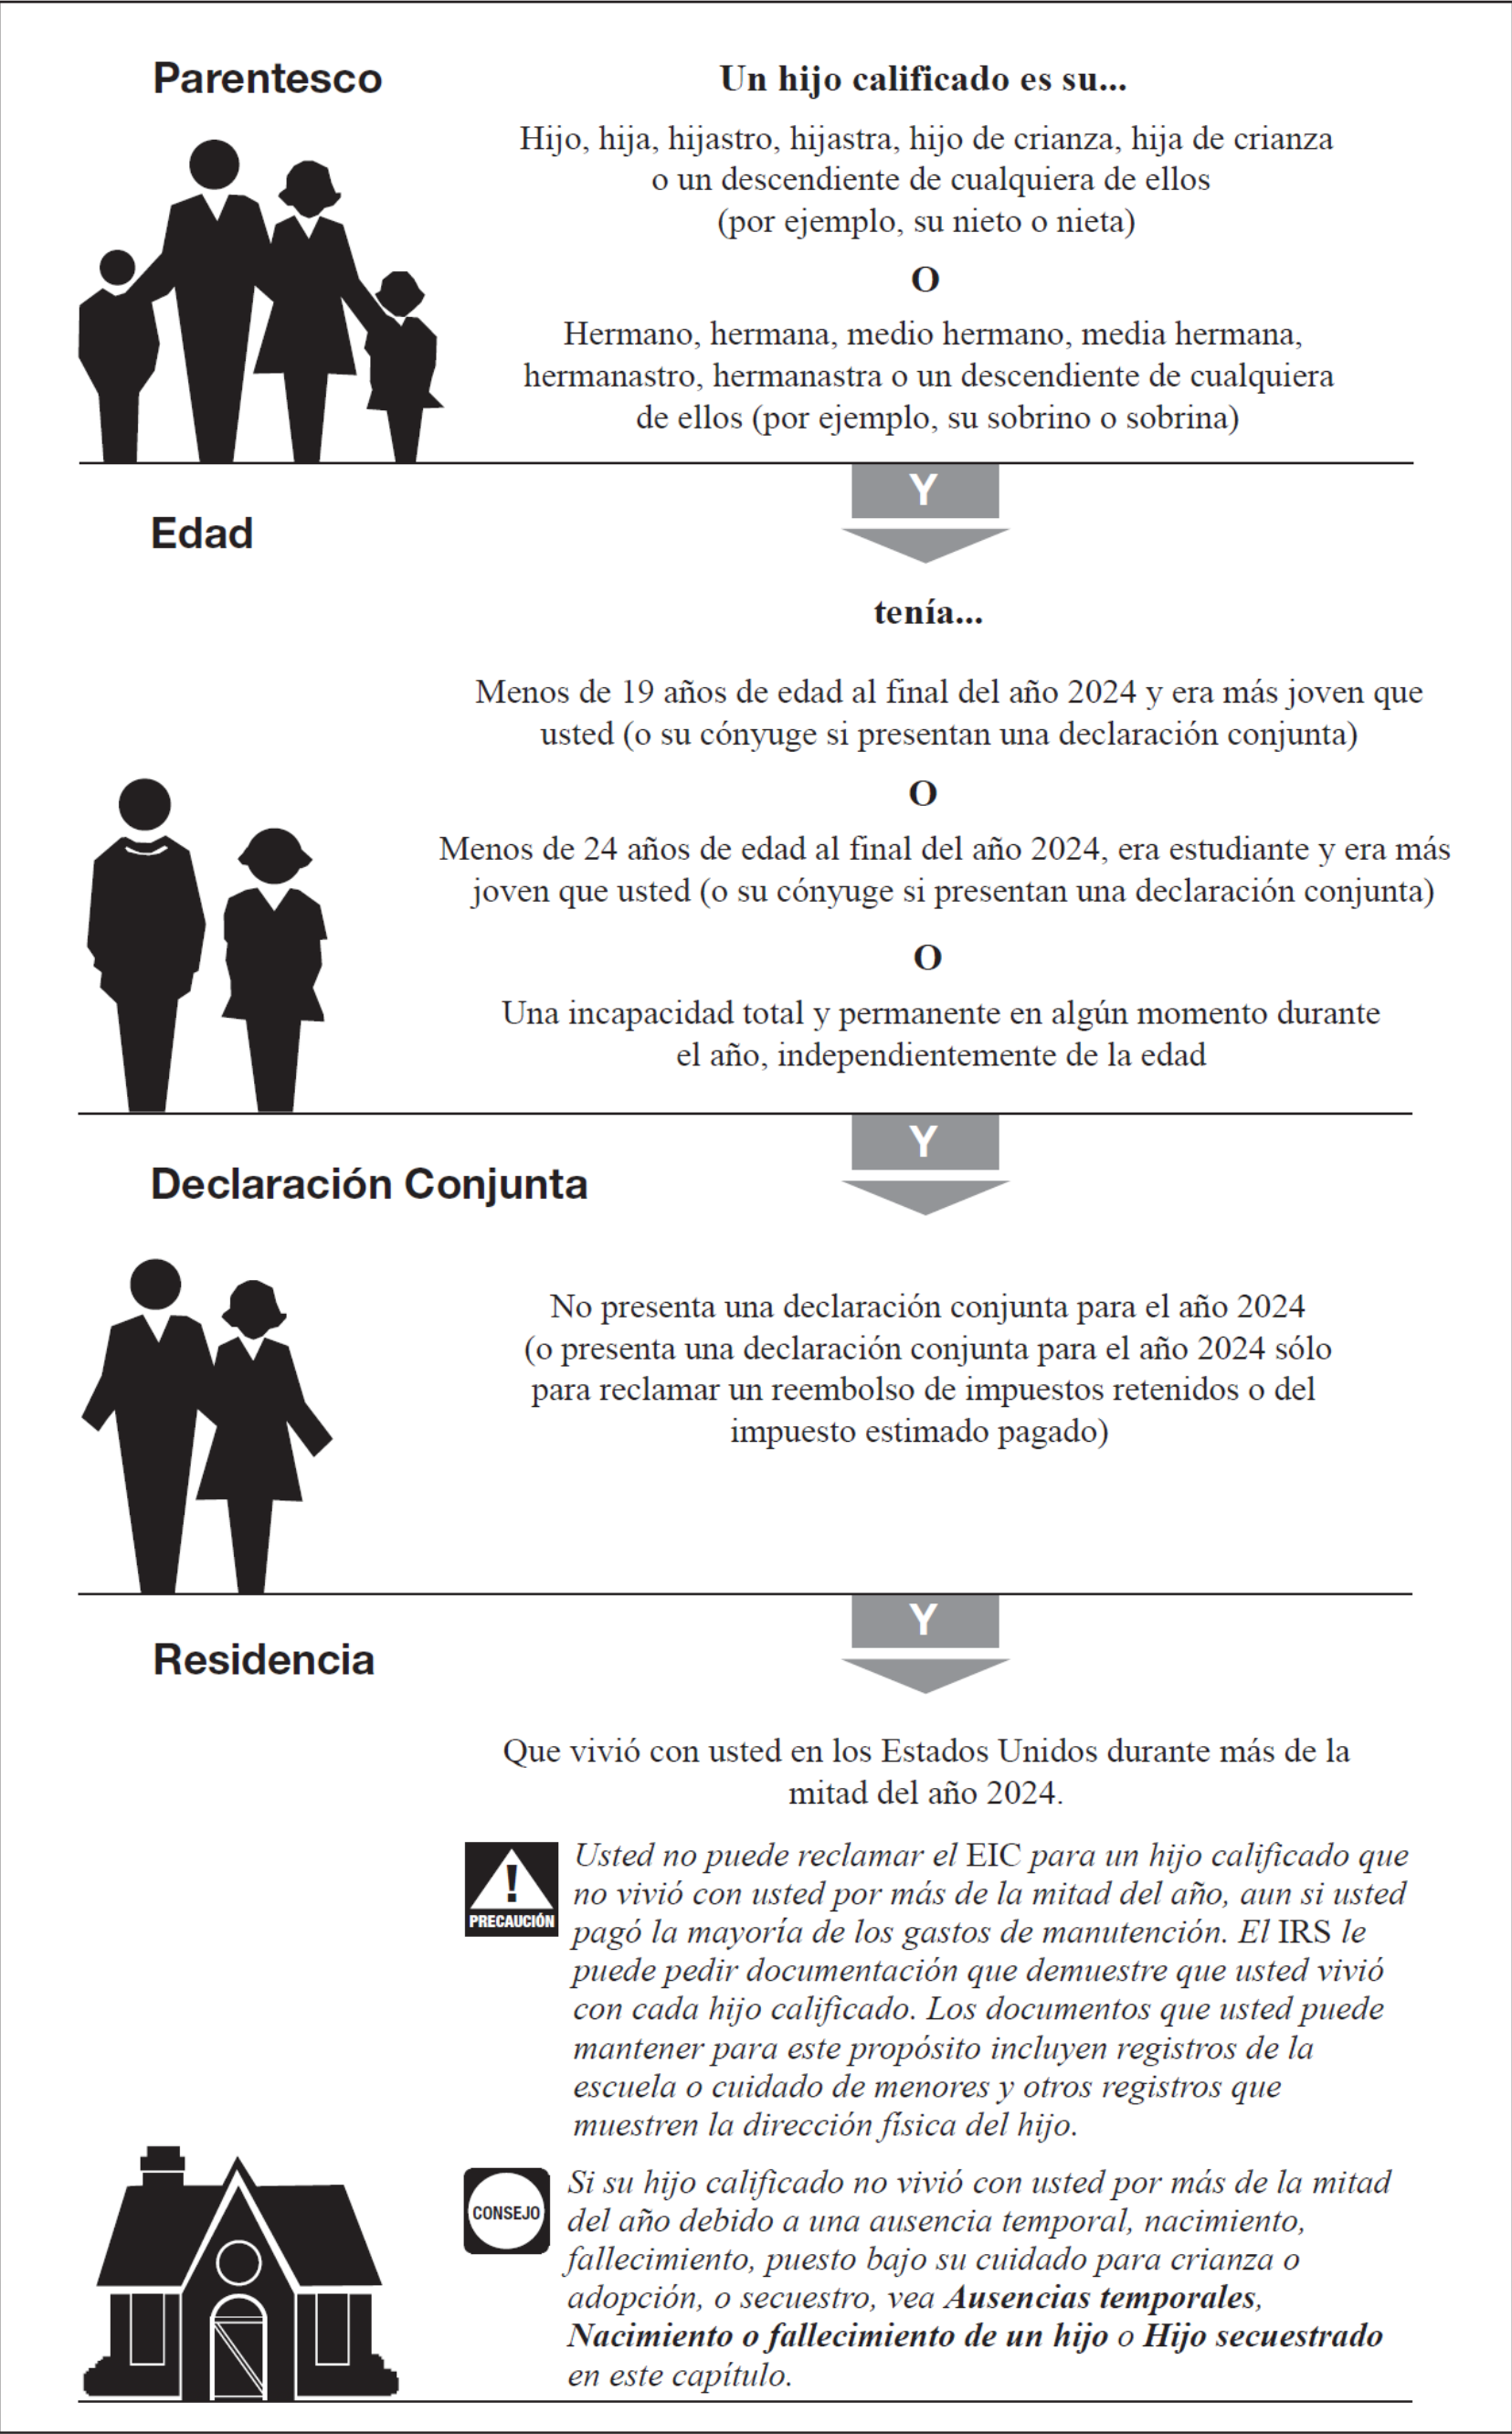 Parentesco
Un hijo calificado es su...
Hijo, hija, hijastro, hijastra, hijo de crianza, hija de crianza
o un descendiente de cualquiera de ellos
(por ejemplo, su nieto o nieta)
O
Hermano, hermana, medio hermano, media hermana,
hermanastro, hermanastra o un descendiente de cualquiera
de ellos (por ejemplo, su sobrino o sobrina)
Y
Edad
tenía...
Menos de 19 años de edad al final del año 2024 y era más joven que
usted (o su cónyuge si presentan una declaración conjunta)
O
Menos de 24 años de edad al final del año 2024, era estudiante y era más
joven que usted (o su cónyuge si presentan una declaración conjunta)
O
Una incapacidad total y permanente en algún momento durante
el año, independientemente de la edad
Y
Declaración Conjunta
No presenta una declaración conjunta para el año 2024
(o presenta una declaración conjunta para el año 2024 sólo
para reclamar un reembolso de impuestos retenidos o del
impuesto estimado pagado)
Y
Residencia
Que vivió con usted en los Estados Unidos durante más de la
mitad del año 2024.
!
PRECAUCIÓN
Usted no puede reclamar el EIC para un hijo calificado que
no vivió con usted por más de la mitad del año, aun si usted
pagó la mayoría de los gastos de manutención. El IRS le
puede pedir documentación que demuestre que usted vivió
con cada hijo calificado. Los documentos que usted puede
mantener para este propósito incluyen registros de la
escuela o cuidado de menores y otros registros que
muestren la dirección física del hijo.
CONSEJO
Si su hijo calificado no vivió con usted por más de la mitad
del año debido a una ausencia temporal, nacimiento,
fallecimiento, puesto bajo su cuidado para crianza o
adopción, o secuestro, vea Ausencias temporales,
Nacimiento o fallecimiento de un hijo o Hijo secuestrado
en este capítulo.